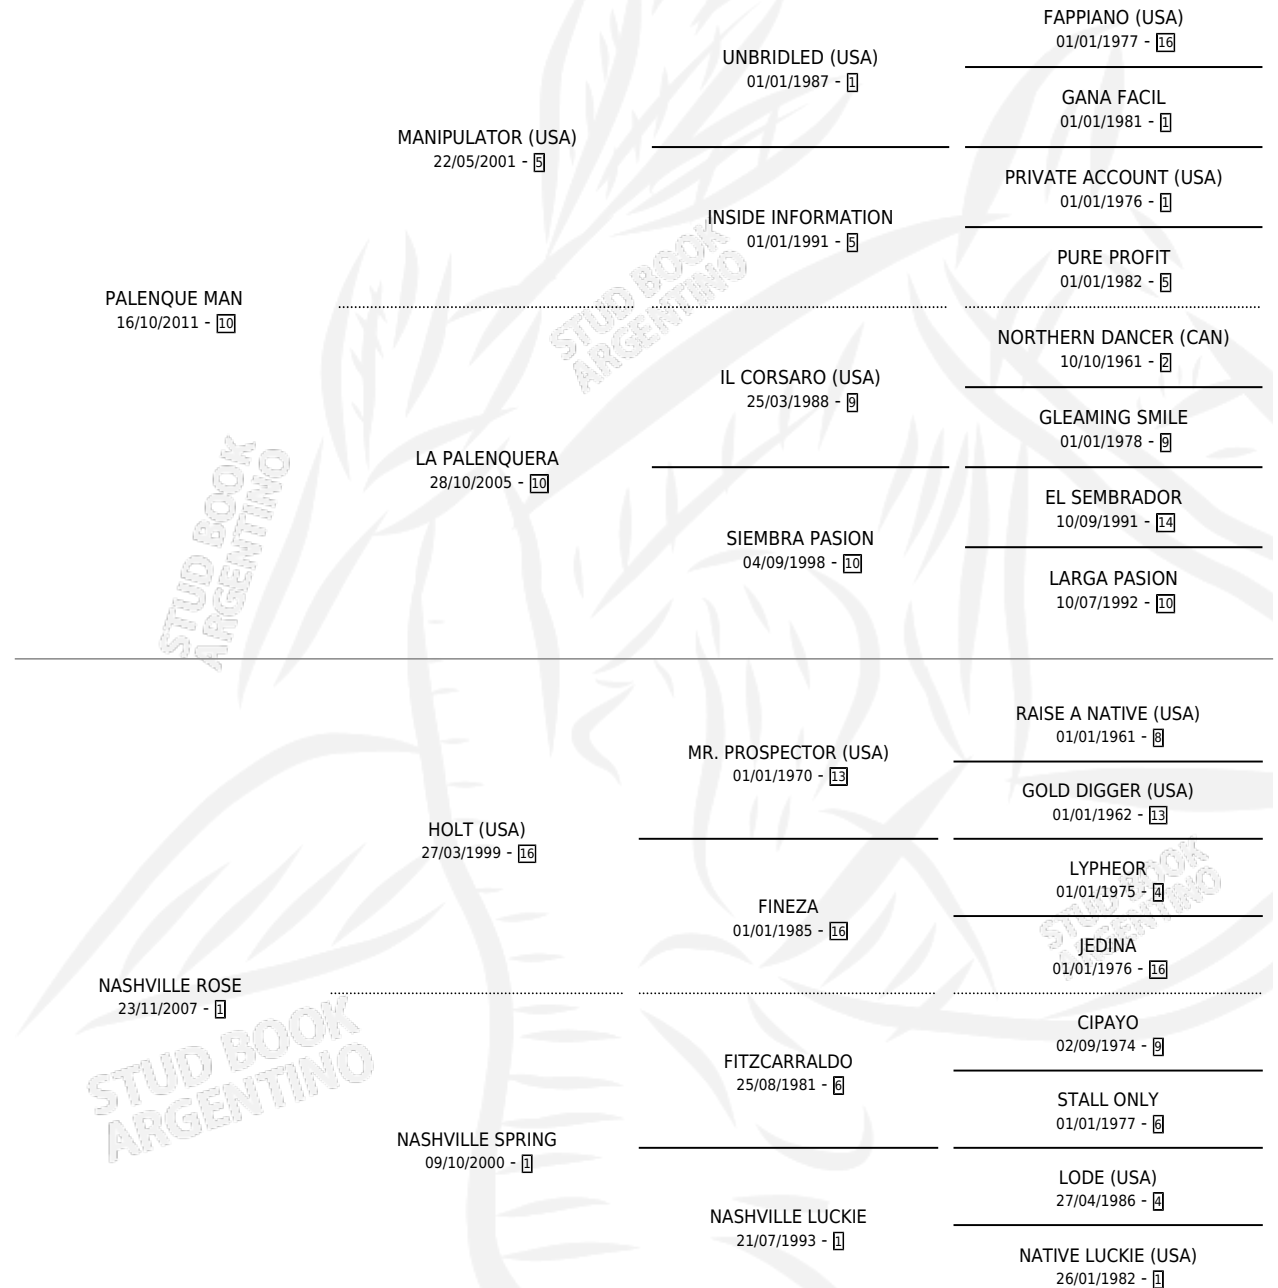 FAPPIANO (USA)
01/01/1977 - 16
UNBRIDLED (USA)
01/01/1987 - 1
GANA FACIL
01/01/1981 - 1
MANIPULATOR (USA)
22/05/2001 - 5
PRIVATE ACCOUNT (USA)
01/01/1976 - 1
INSIDE INFORMATION
01/01/1991 - 5
PURE PROFIT
01/01/1982 - 5
PALENQUE MAN
16/10/2011 - 10
STUD BOOK
ARGENTINO
NORTHERN DANCER (CAN)
10/10/1961 - 2
IL CORSARO (USA)
25/03/1988 - 9
GLEAMING SMILE
01/01/1978 - 9
LA PALENQUERA
28/10/2005 - 10
EL SEMBRADOR
10/09/1991 - 14
SIEMBRA PASION
04/09/1998 - 10
LARGA PASION
10/07/1992 - 10
STUD BOOK
ARGENTINO
RAISE A NATIVE (USA)
01/01/1961 - 8
MR. PROSPECTOR (USA)
01/01/1970 - 13
GOLD DIGGER (USA)
01/01/1962 - 13
HOLT (USA)
27/03/1999 - 16
LYPHEOR
01/01/1975 - 4
FINEZA
01/01/1985 - 16
STUD BOOK
ARGENTINO
JEDINA
01/01/1976 - 16
NASHVILLE ROSE
23/11/2007 - 1
STUD BOOK
ARGENTINO
CIPAYO
02/09/1974 - 9
FITZCARRALDO
25/08/1981 - 6
STALL ONLY
01/01/1977 - 6
NASHVILLE SPRING
09/10/2000 - 1
LODE (USA)
27/04/1986 - 4
NASHVILLE LUCKIE
21/07/1993 - 1
NATIVE LUCKIE (USA)
26/01/1982 - 1